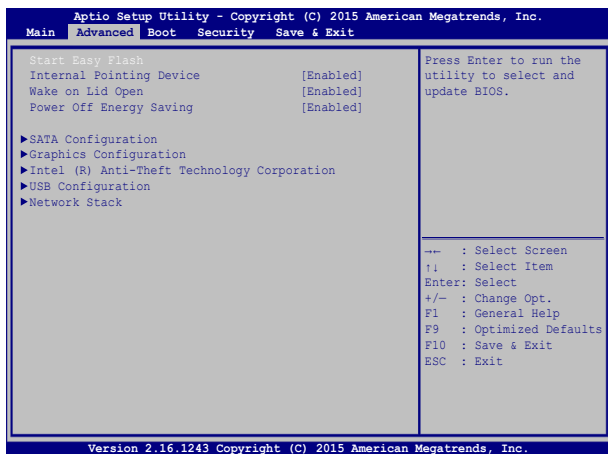 Aptio Setup Utility - Copyright (C) 2015 American Megatrends, Inc.
Main Advanced Boot Security Save & Exit
Start Easy Flash
Internal Pointing Device [Enabled]
Wake on Lid Open [Enabled]
Power Off Energy Saving [Enabled]
▶SATA Configuration
▶Graphics Configuration
▶Intel (R) Anti-Theft Technology Corporation
▶USB Configuration
▶Network Stack
Press Enter to run the
utility to select and
update BIOS.
→← : Select Screen
↑↓ : Select Item
Enter: Select
+/— : Change Opt.
F1 : General Help
F9 : Optimized Defaults
F10 : Save & Exit
ESC : Exit
Version 2.16.1243 Copyright (C) 2015 American Megatrends, Inc.